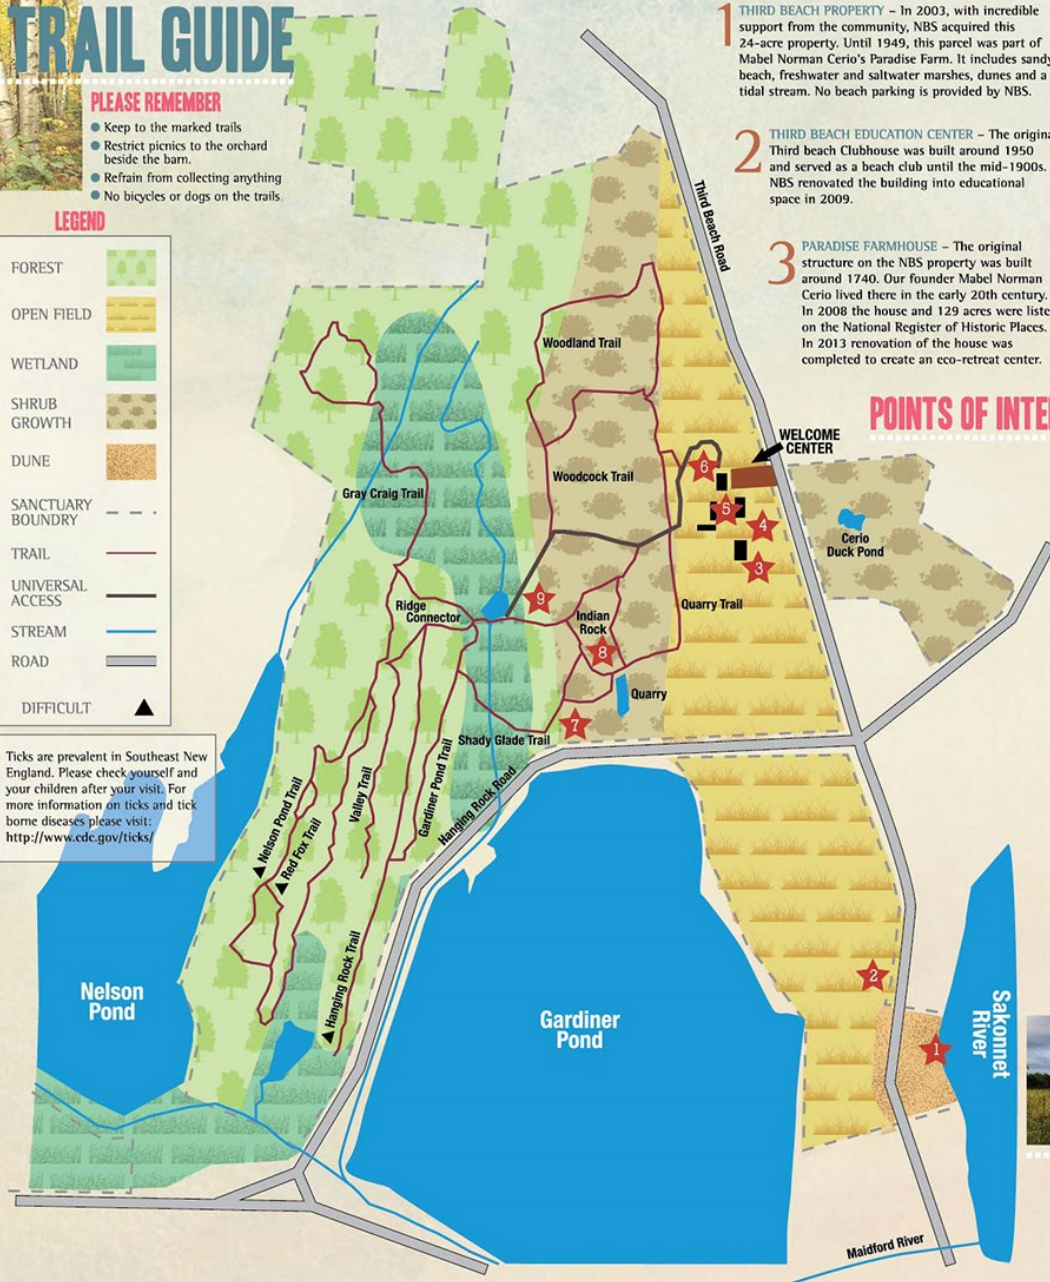 TRAIL GUIDE
PLEASE REMEMBER
Keep to the marked trails
Restrict picnics to the orchard
beside the barn.
Refrain from collecting anything
No bicycles or dogs on the trails.
LEGEND
FOREST
OPEN FIELD
WETLAND
SHRUB
GROWTH
DUNE
SANCTUARY
BOUNDRY
TRAIL
UNIVERSAL
ACCESS
STREAM
ROAD
DIFFICULT
Ticks are prevalent in Southeast New
England. Please check yourself and
your children after your visit. For
more information on ticks and tick
borne diseases please visit:
http://www.cdc.gov/ticks/
1
THIRD BEACH PROPERTY – In 2003, with incredible
support from the community, NBS acquired this
24-acre property. Until 1949, this parcel was part of
Mabel Norman Cerio's Paradise Farm. It includes sandy
beach, freshwater and saltwater marshes, dunes and a
tidal stream. No beach parking is provided by NBS.
2
THIRD BEACH EDUCATION CENTER – The origina
Third beach Clubhouse was built around 1950
and served as a beach club until the mid-1900s.
NBS renovated the building into educational
space in 2009.
3
PARADISE FARMHOUSE – The original
structure on the NBS property was built
around 1740. Our founder Mabel Norman
Cerio lived there in the early 20th century.
In 2008 the house and 129 acres were liste
on the National Register of Historic Places.
In 2013 renovation of the house was
completed to create an eco-retreat center.
POINTS OF INTE
Third Beach Road
Woodland Trail
WELCOME
CENTER
6
Woodcock Trail
Gray Craig Trail
5
4
3
Cerio
Duck Pond
9
Ridge
Connector
Indian
Rock
Quarry Trail
8
Quarry
7
Shady Glade Trail
Gardiner Pond Trail
Hanging Rock Road
Valley Trail
Nelson Pond Trail
Red Fox Trail
Hanging Rock Trail
Nelson
Pond
Gardiner
Pond
2
1
Sakonnet
River
Maidford River